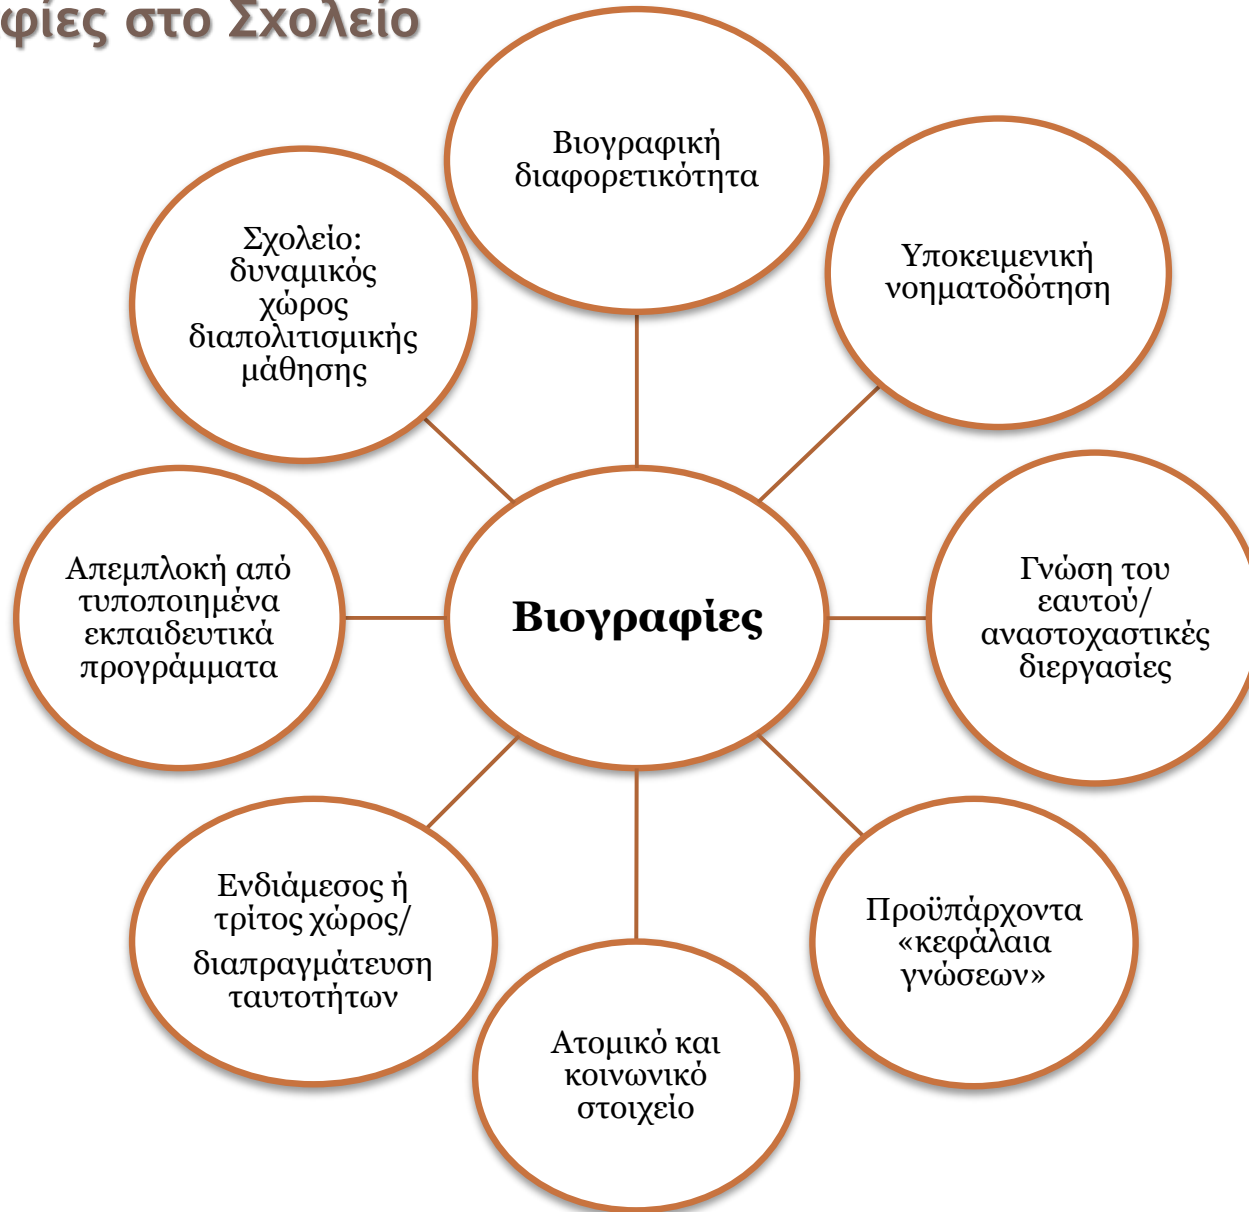 φίες στο Σχολείο
Βιογραφική
διαφορετικότητα
Υποκειμενική
νοηματοδότηση
Γνώση του
εαυτού/
αναστοχαστικές
διεργασίες
Προϋπάρχοντα
«κεφάλαια
γνώσεων»
Ατομικό και
κοινωνικό
στοιχείο
Ενδιάμεσος ή
τρίτος χώρος/
διαπραγμάτευση
ταυτοτήτων
Απεμπλοκή από
τυποποιημένα
εκπαιδευτικά
προγράμματα
Σχολείο:
δυναμικός
χώρος
διαπολιτισμικής
μάθησης
Βιογραφίες